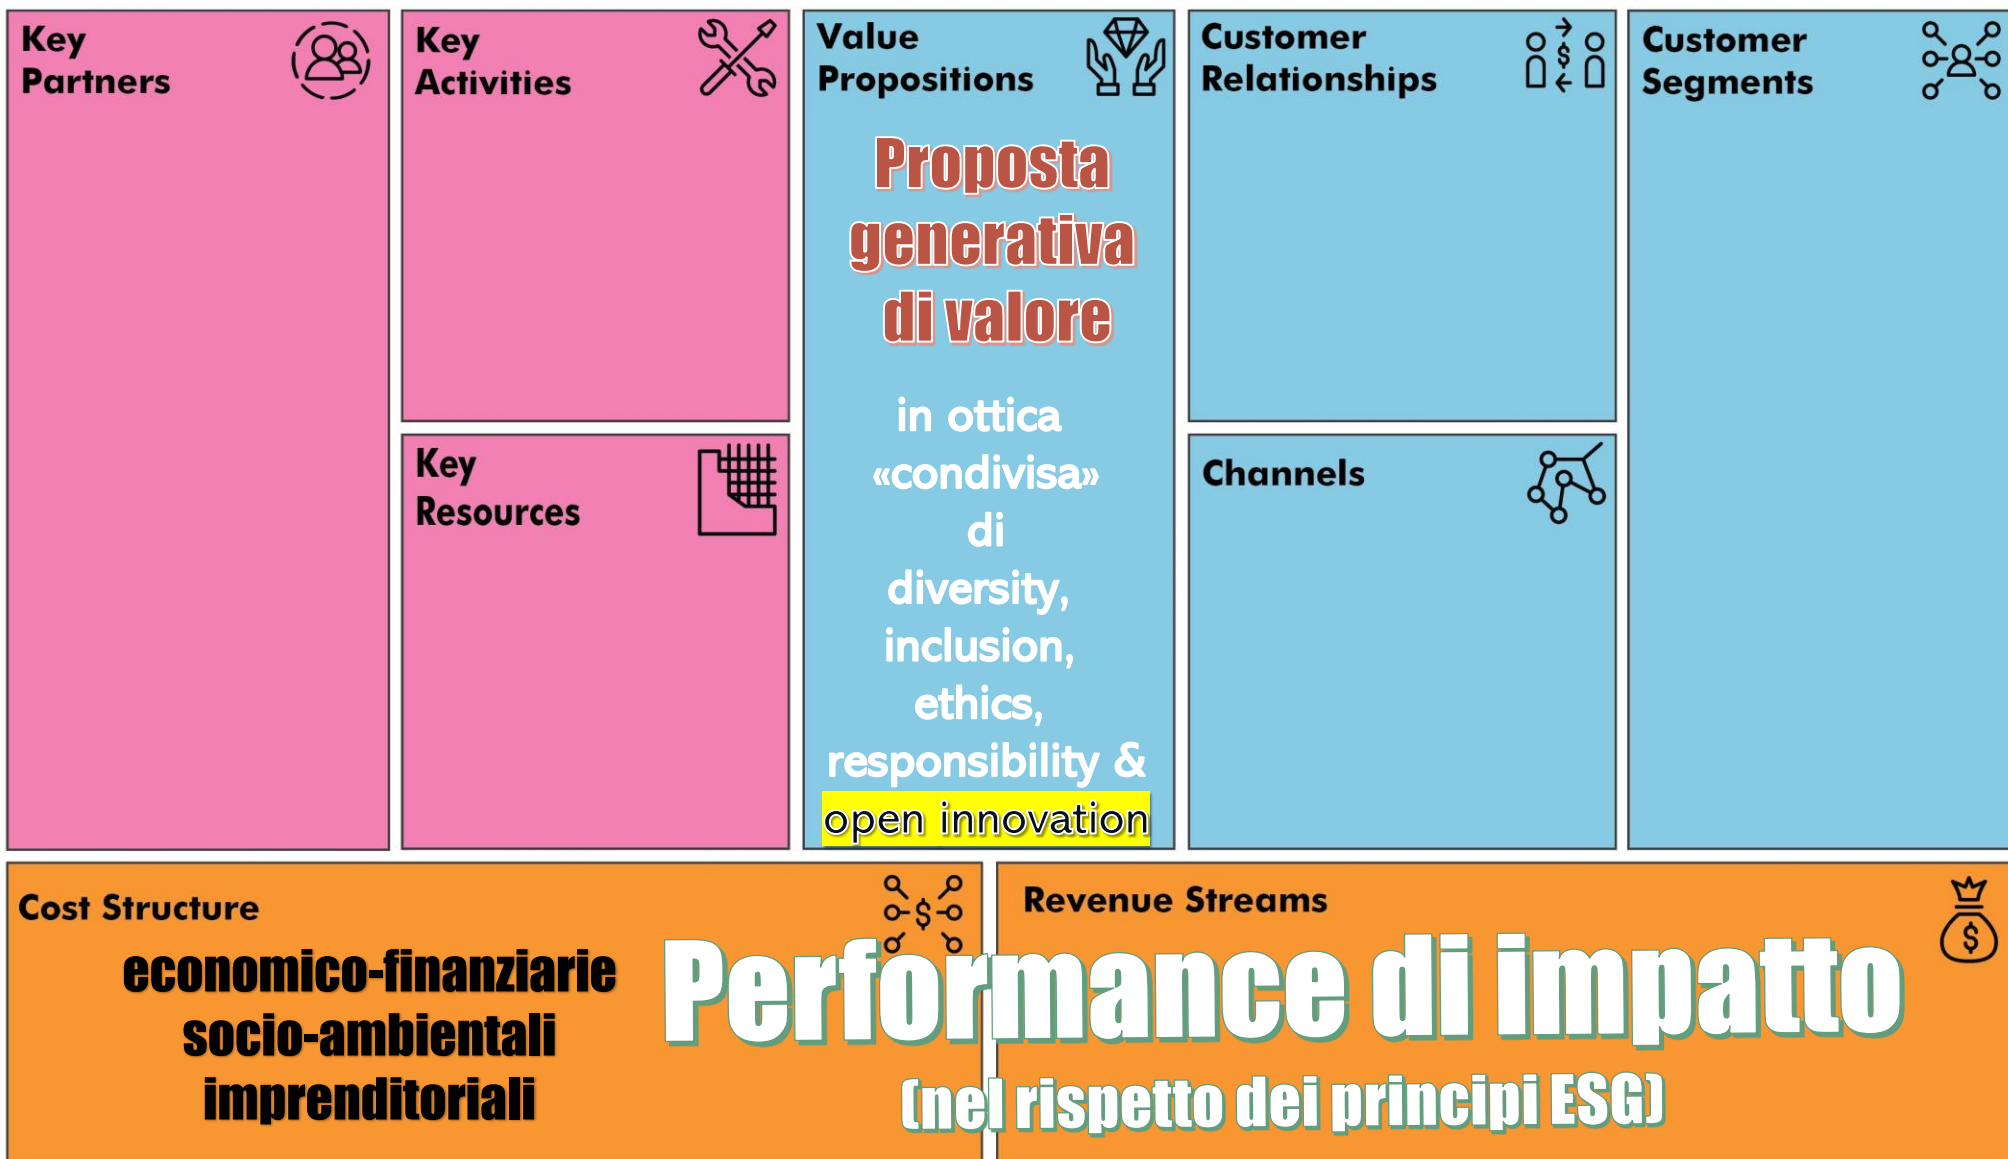 Key
Partners
Key
Activities
Key
Resources
Value
Propositions
Proposta
generativa
di valore
in ottica
«condivisa»
di
diversity,
inclusion,
ethics,
responsibility &
open innovation
Customer
Relationships
$
Channels
Customer
Segments
Cost Structure
$
economico-finanziarie
socio-ambientali
imprenditoriali
Revenue Streams
$
Performance di impatto
(nel rispetto dei principi ESG)